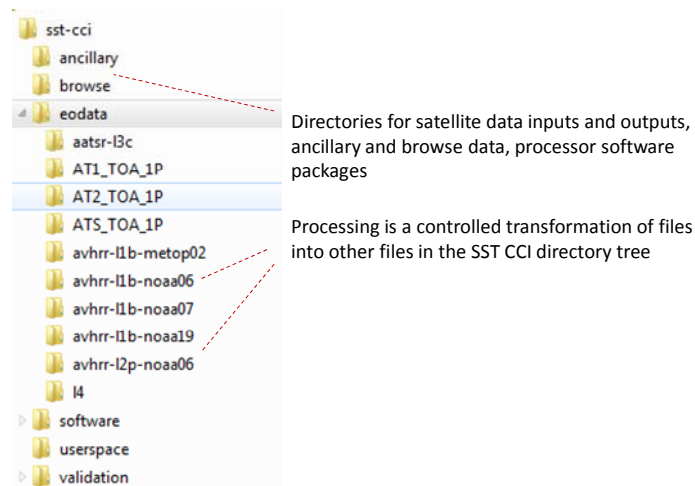 sst-cci
ancillary
browse
eodata
aatsr-l3c
AT1_TOA_1P
AT2_TOA_1P
ATS_TOA_1P
avhrr-l1b-metop02
avhrr-l1b-noaa06
avhrr-l1b-noaa07
avhrr-l1b-noaa19
avhrr-l2p-noaa06
l4
software
userspace
validation
Directories for satellite data inputs and outputs,
ancillary and browse data, processor software
packages
Processing is a controlled transformation of files
into other files in the SST CCI directory tree